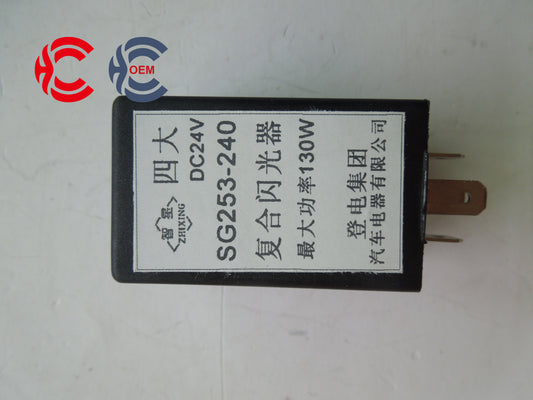 OEM
四大
智星
ZHIXING
DC24V
SG253-240
复合闪光器
最大功率130W
登电集团
汽车电器有限公司